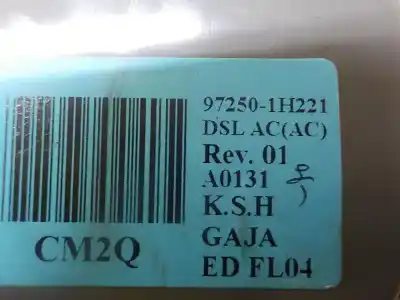 97250-1H221
DSL AC(AC)
Rev. 01
A0131
K.S.H
CM2Q
GAJA
ED FL04